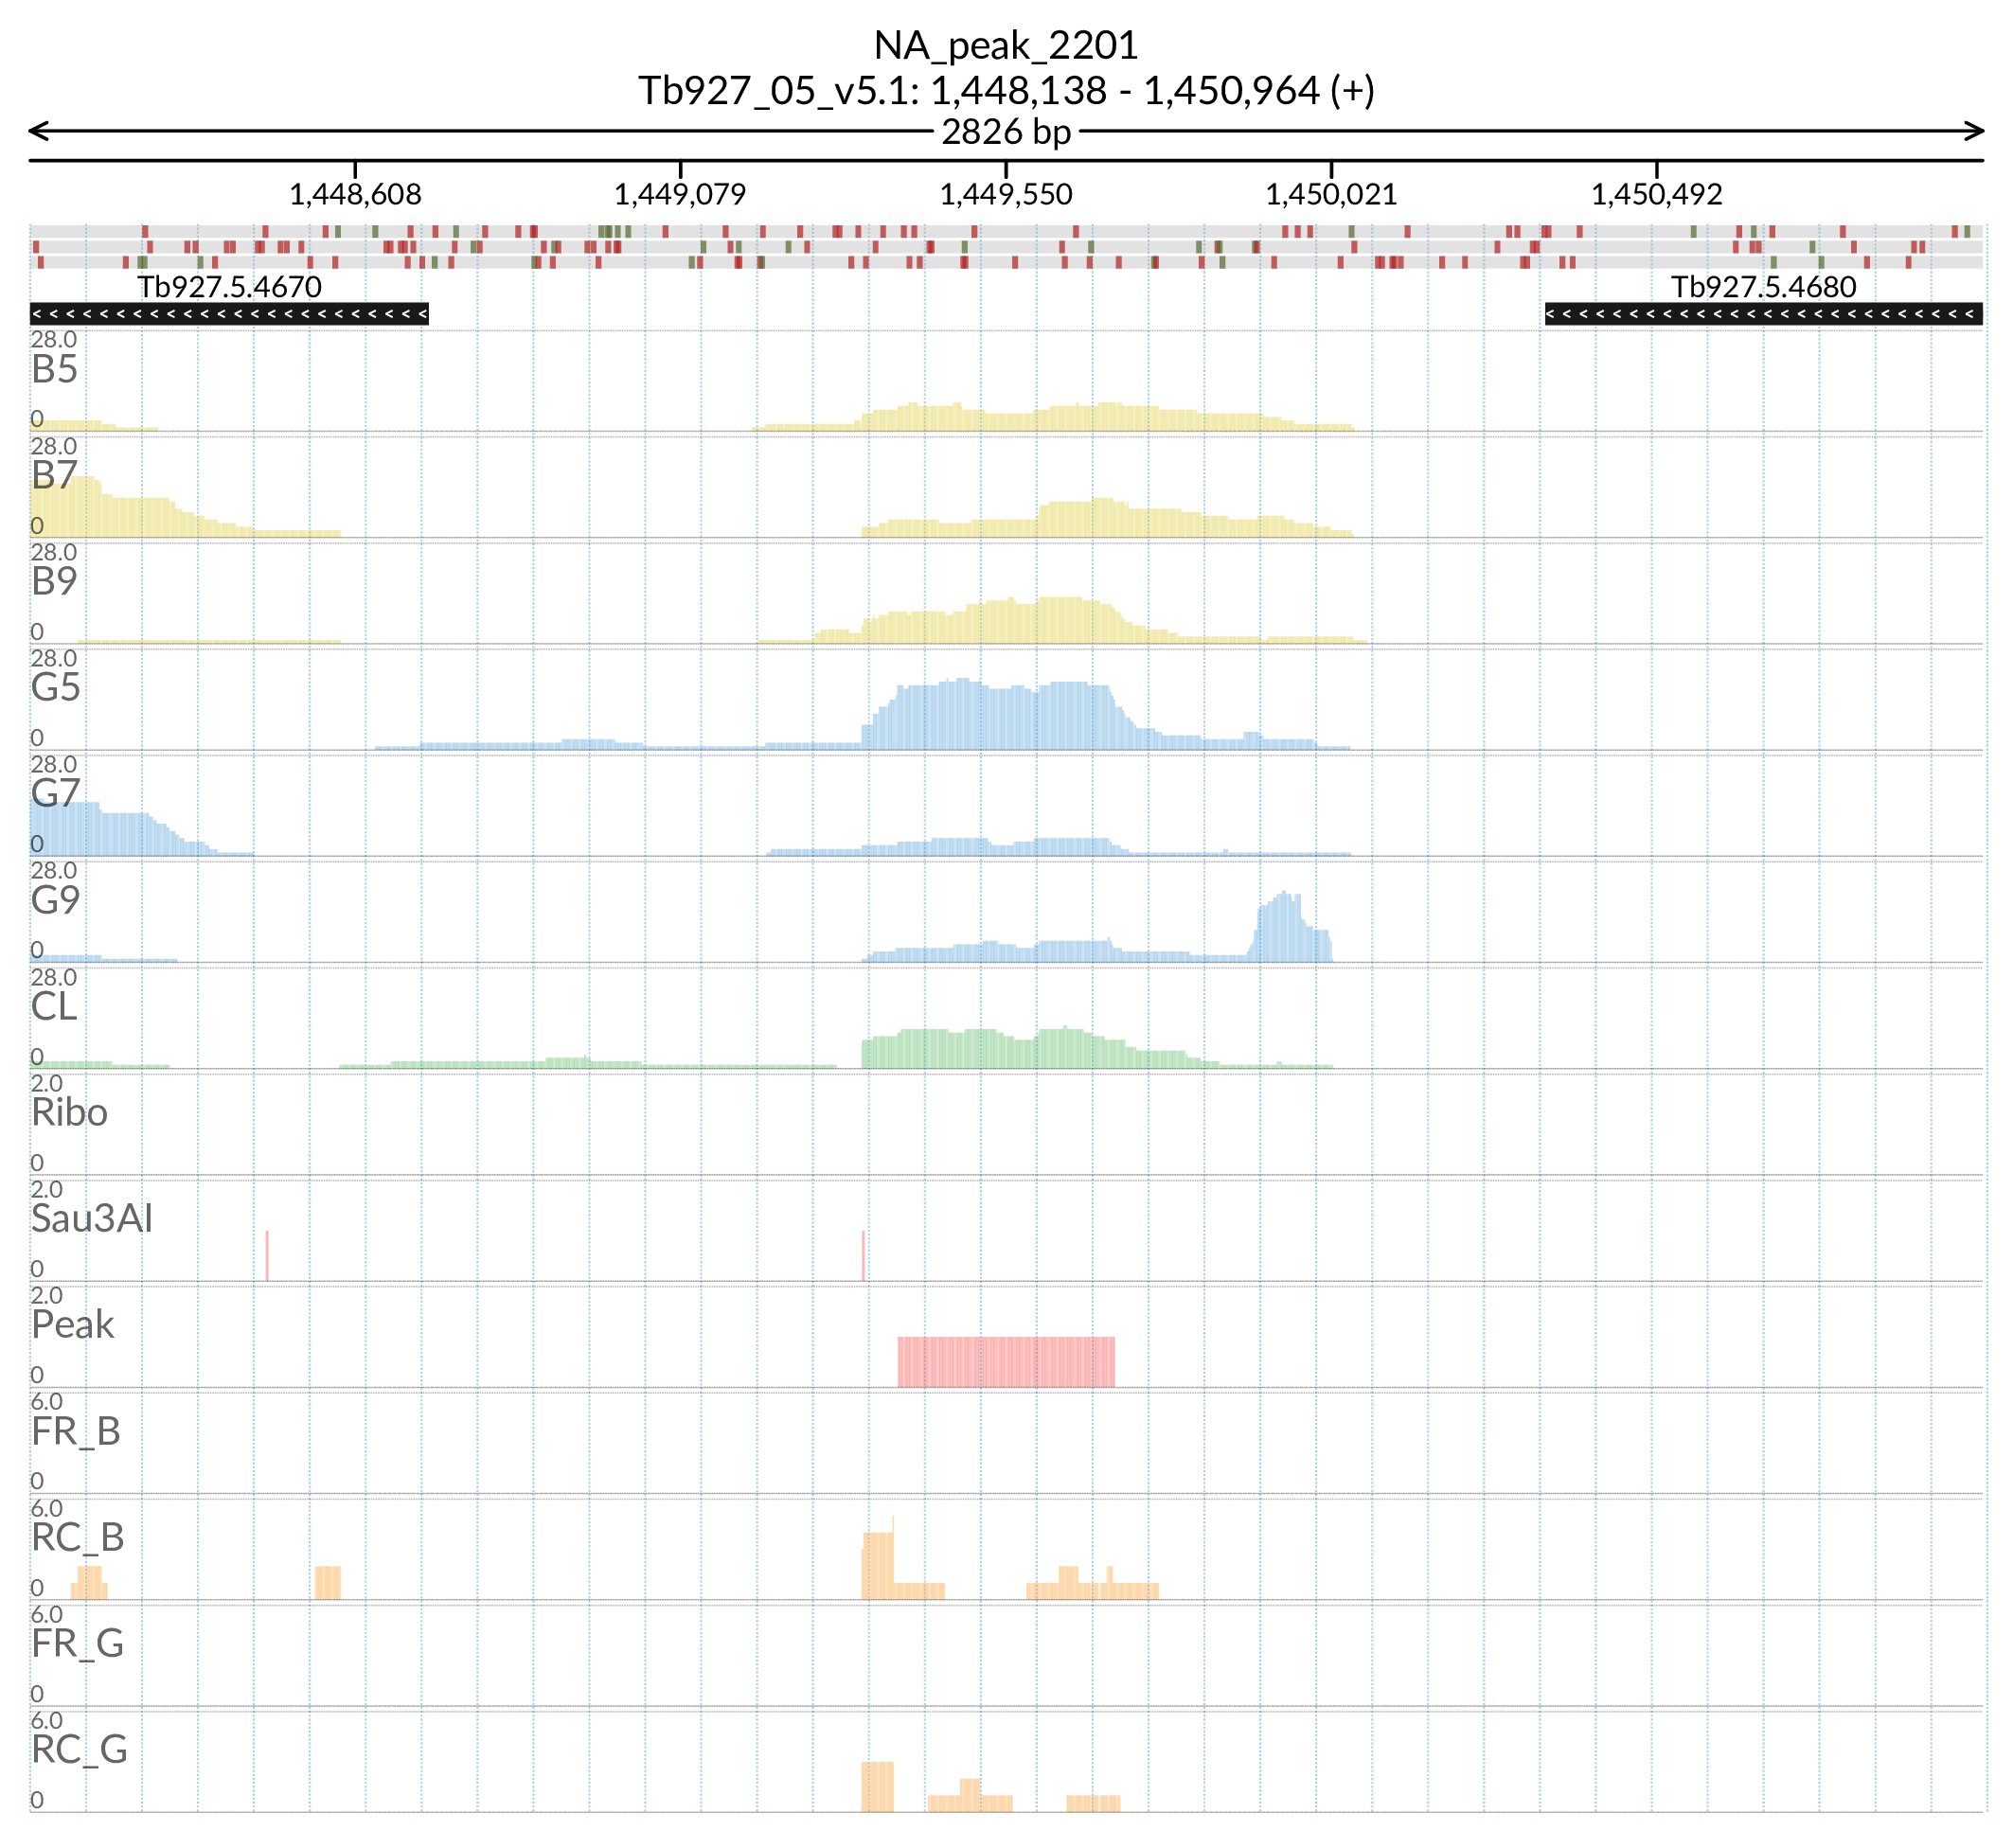 NA_peak_2201
Tb927_05_v5.1: 1,448,138 - 1,450,964 (+)
2826 bp
1,448,608 1,449,079 1,449,550 1,450,021 1,450,492
Tb927.5.4670 Tb927.5.4680
28.0
B5
0
28.0
B7
0
28.0
B9
0
28.0
G5
0
28.0
G7
0
28.0
G9
0
28.0
CL
0
2.0
Ribo
0
2.0
Sau3AI
0
2.0
Peak
0
6.0
FR_B
0
6.0
RC_B
0
6.0
FR_G
0
6.0
RC_G
0